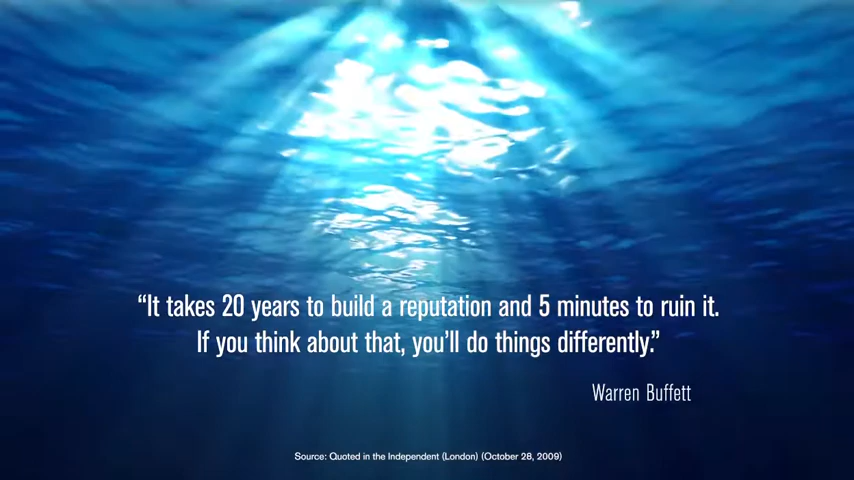 “It takes 20 years to build a reputation and 5 minutes to ruin it.
If you think about that, you’ll do things differently.”
Warren Buffett
Source: Quoted in the Independent (London) (October 28, 2009)